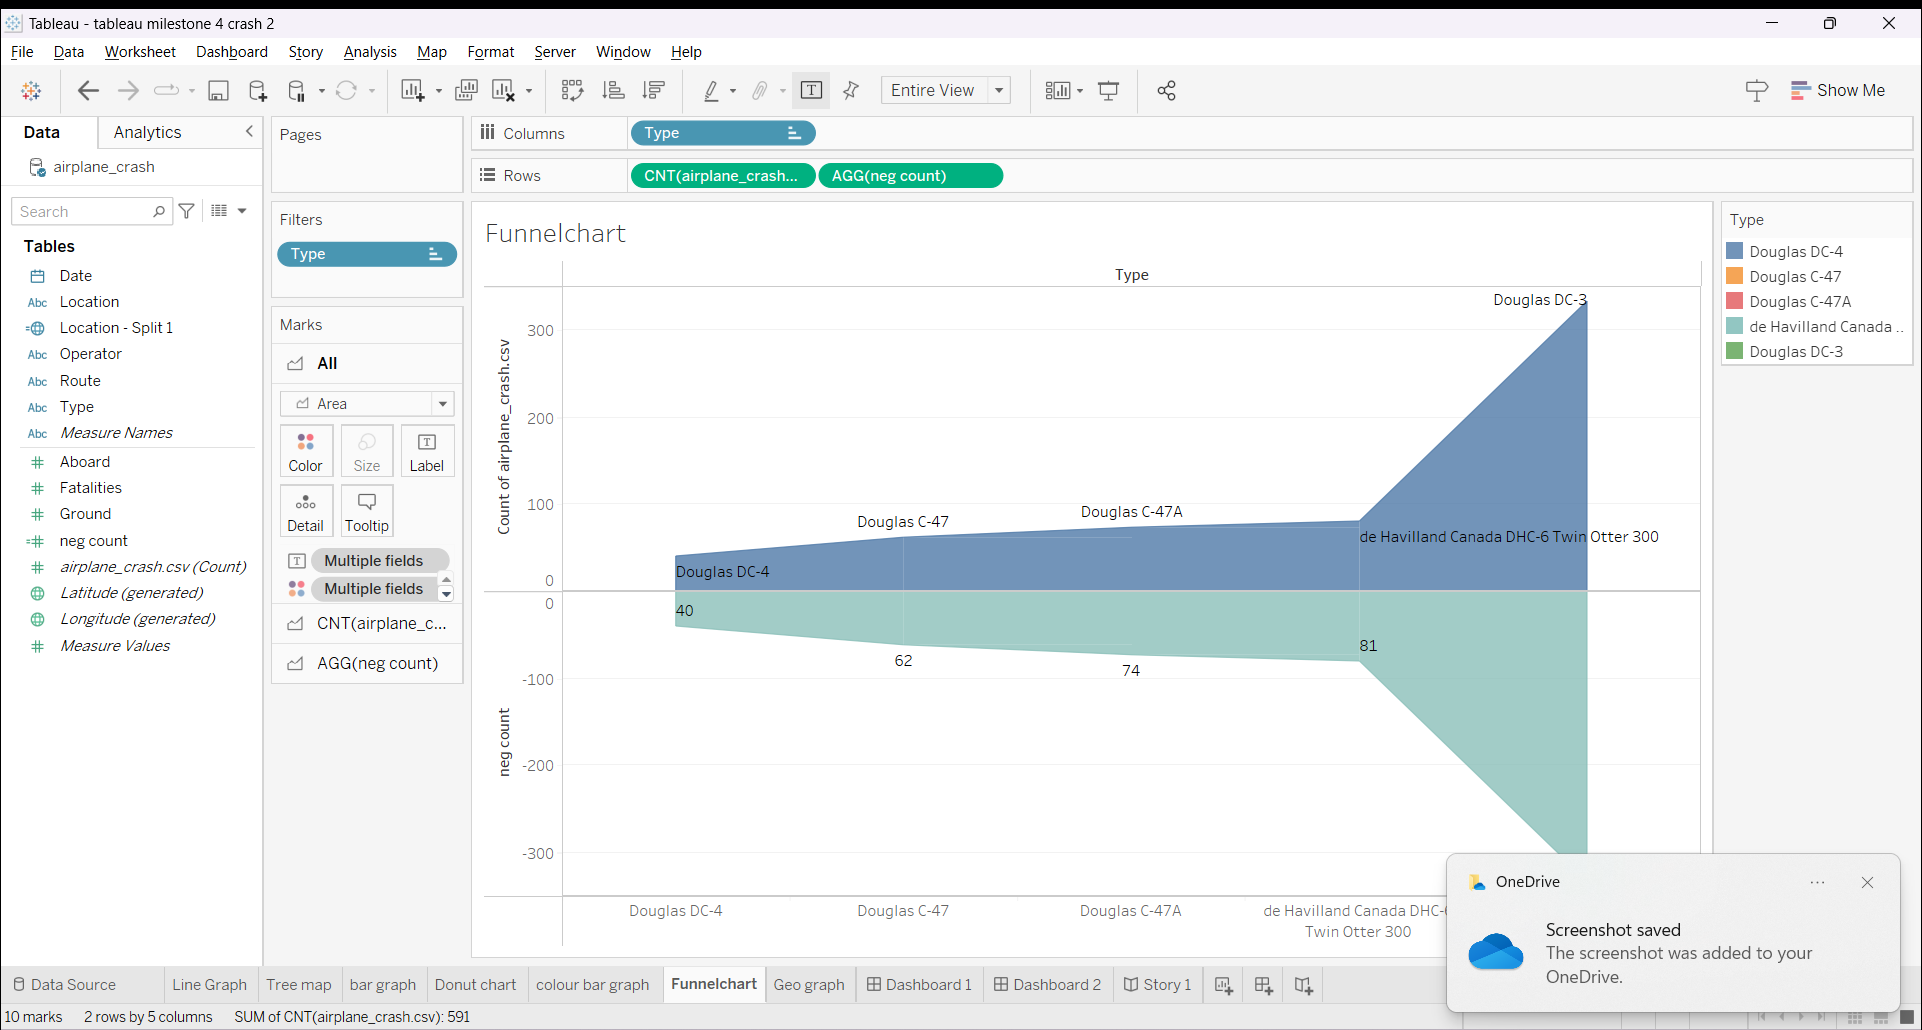 Tableau - tableau milestone 4 crash 2
File Data Worksheet Dashboard Story Analysis Map Format Server Window Help
Entire View
Show Me
Data Analytics
airplane_crash
Search
Tables
Date
Abc Location
Location - Split 1
Abc Operator
Abc Route
Abc Type
Abc Measure Names
Aboard
Fatalities
Ground
neg count
airplane_crash.csv (Count)
Latitude (generated)
Longitude (generated)
Measure Values
Pages
Filters
Type
Marks
All
Area
Color Size Label
Detail Tooltip
Multiple fields
Multiple fields
CNT(airplane_c...
AGG(neg count)
Columns Type
Rows CNT(airplane_crash... AGG(neg count)
Funnelchart
Type
Count of airplane_crash.csv
300
200
100
0
neg count
0
-100
-200
-300
Douglas DC-3
Douglas C-47
Douglas C-47A
de Havilland Canada DHC-6 Twin Otter 300
Douglas DC-4
40
62
74
81
Douglas DC-4 Douglas C-47 Douglas C-47A de Havilland Canada DHC-
Twin Otter 300
Type
Douglas DC-4
Douglas C-47
Douglas C-47A
de Havilland Canada ..
Douglas DC-3
OneDrive
Screenshot saved
The screenshot was added to your
OneDrive.
Data Source Line Graph Tree map bar graph Donut chart colour bar graph Funnelchart Geo graph Dashboard 1 Dashboard 2 Story 1
10 marks 2 rows by 5 columns SUM of CNT(airplane_crash.csv): 591